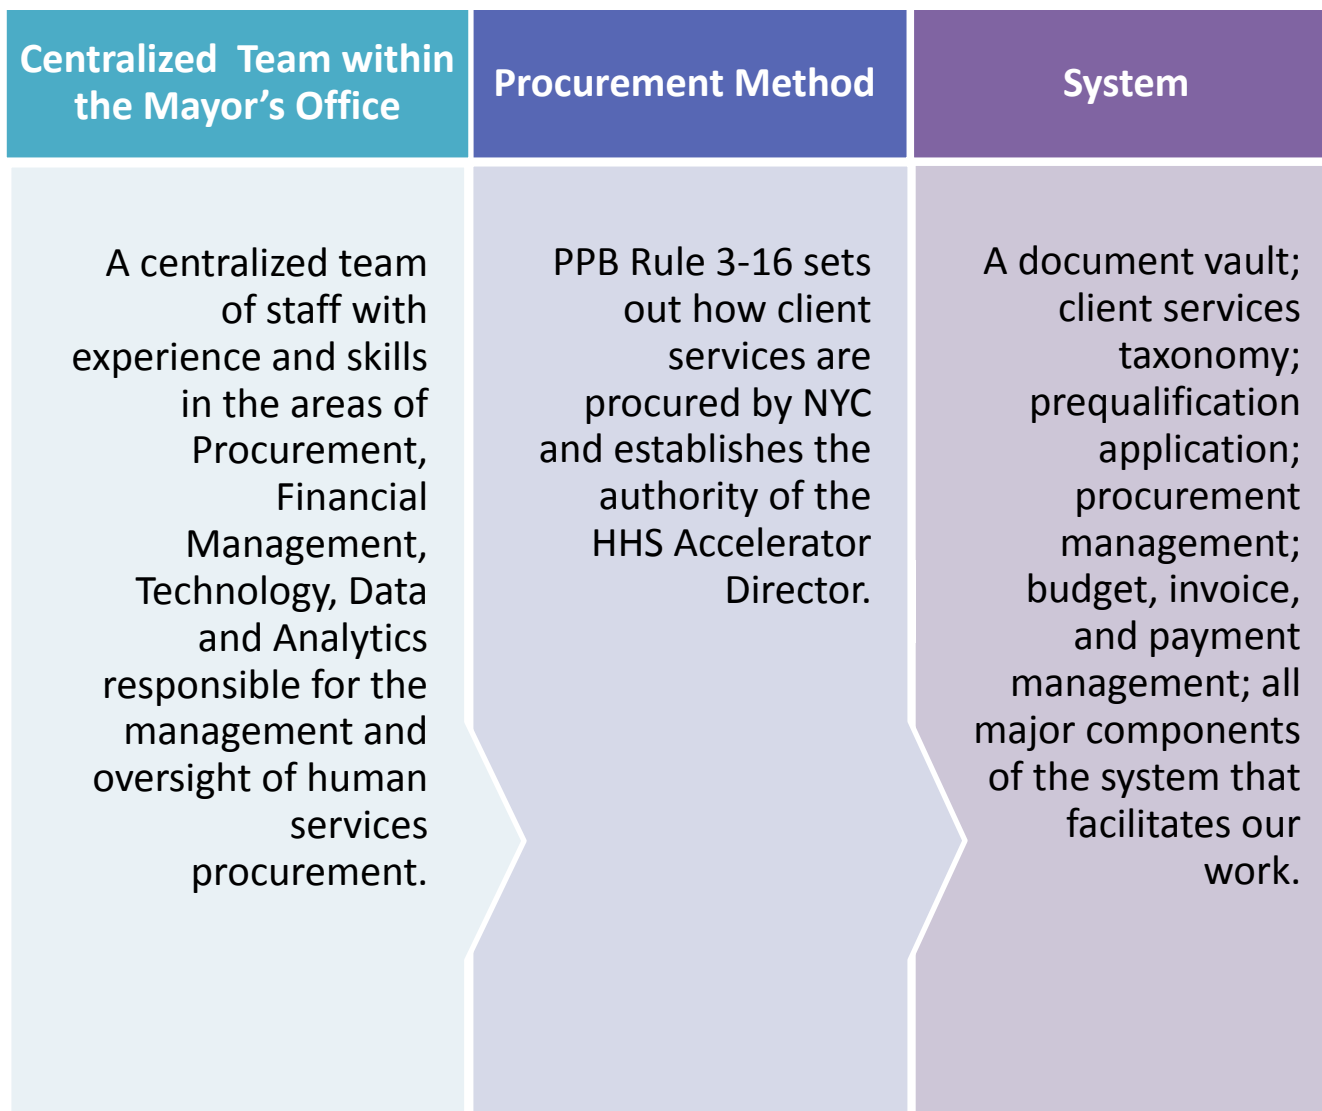 Centralized  Team within
the Mayor’s Office
A centralized team
of staff with
experience and skills
in the areas of
Procurement,
Financial
Management,
Technology, Data
and Analytics
responsible for the
management and
oversight of human
services
procurement.
Procurement Method
PPB Rule 3-16 sets
out how client
services are
procured by NYC
and establishes the
authority of the
HHS Accelerator
Director.
System
A document vault;
client services
taxonomy;
prequalification
application;
procurement
management;
budget, invoice,
and payment
management; all
major components
of the system that
facilitates our
work.